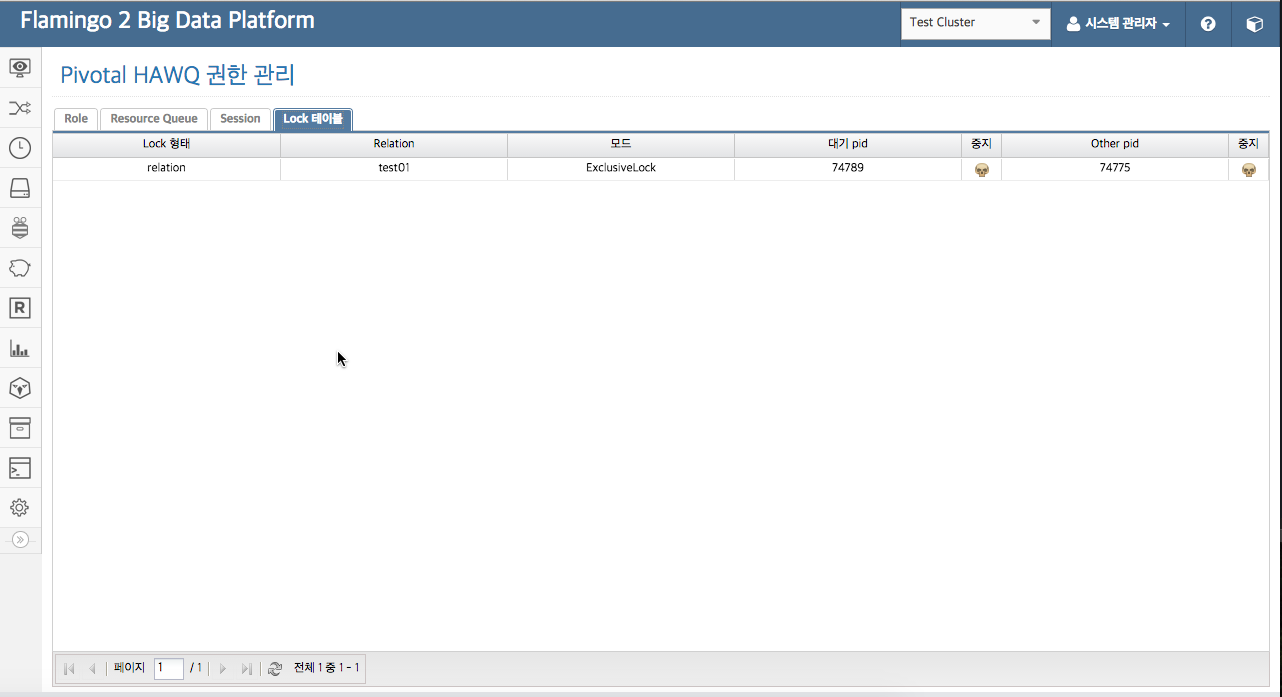 Flamingo 2 Big Data Platform
Test Cluster
시스템 관리자
?
Pivotal HAWQ 권한 관리
Role Resource Queue Session Lock 테이블
Lock 형태 Relation 모드 대기 pid 중지 Other pid 중지
relation test01 ExclusiveLock 74789 74775
R
>_
페이지 1 / 1 전체 1 중 1 - 1